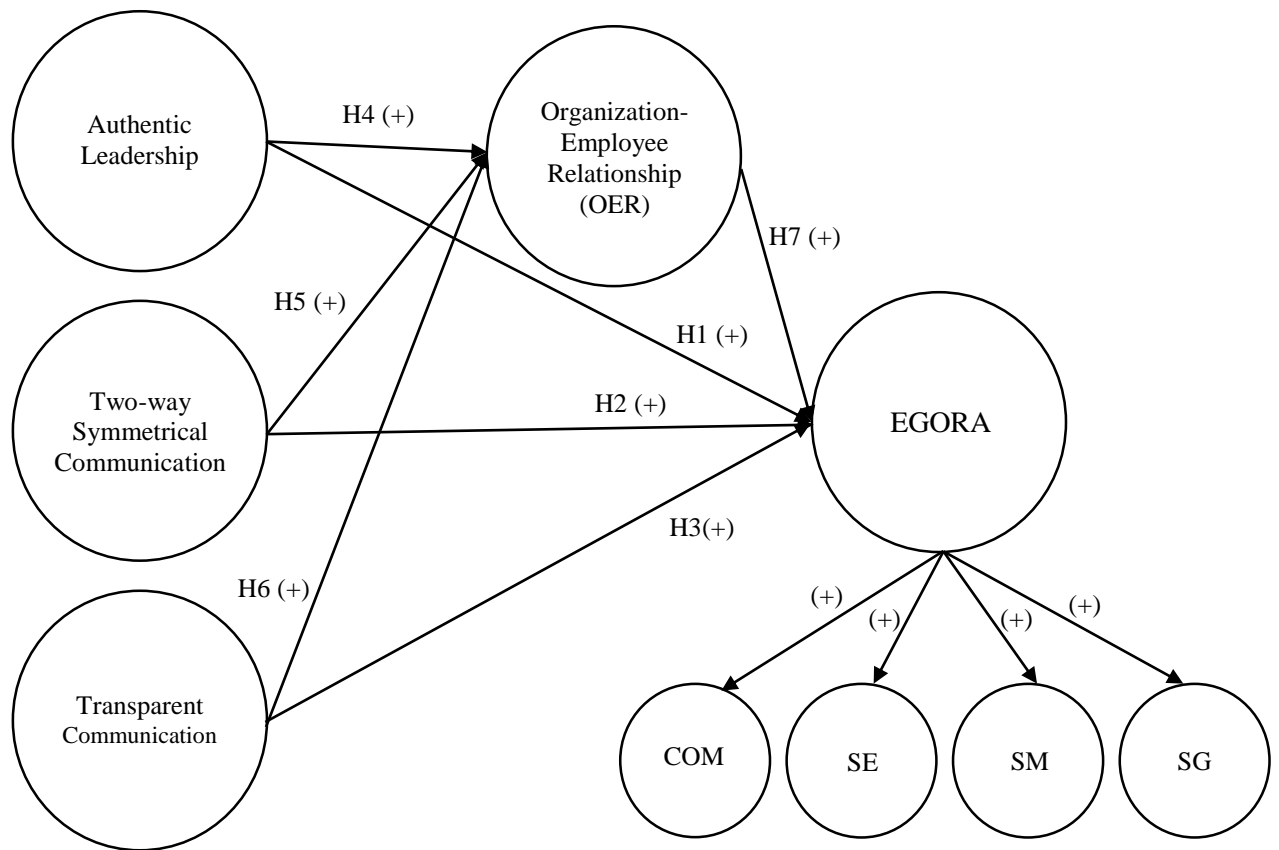 Authentic
Leadership
H4 (+)
Organization-
Employee
Relationship
(OER)
H7 (+)
H5 (+)
H1 (+)
Two-way
Symmetrical
Communication
H2 (+)
EGORA
H3(+)
H6 (+)
(+)
(+)
(+)
(+)
Transparent
Communication
COM
SE
SM
SG